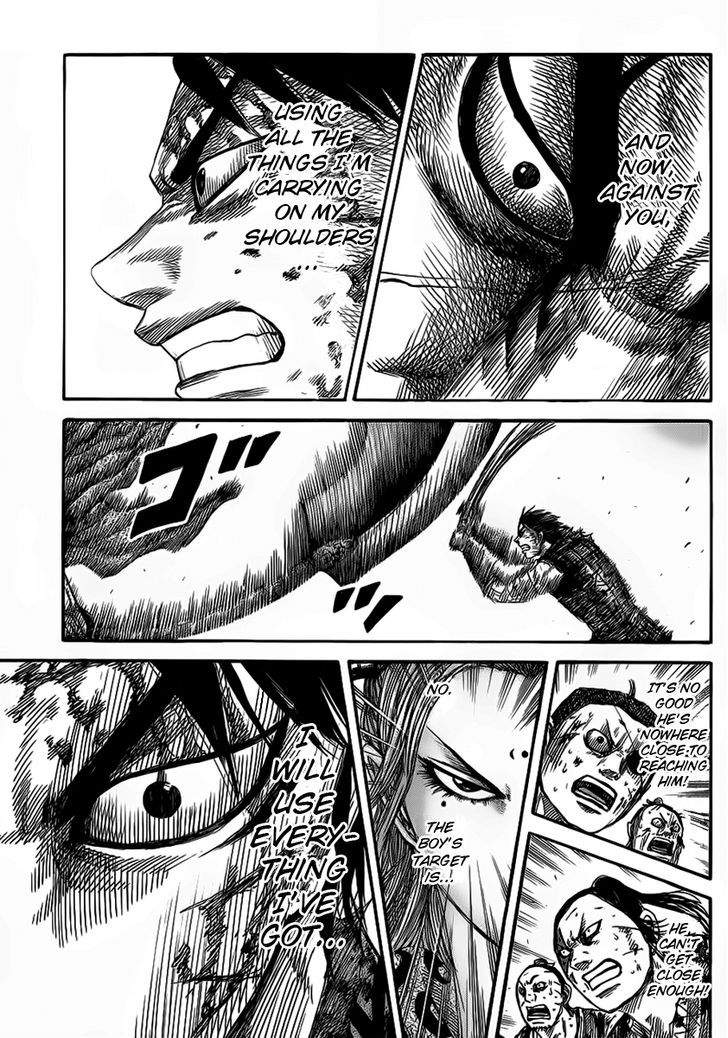 AND
NOW,
AGAINST
YOU,
USING
ALL THE
THINGS I'M
CARRYING
ON MY
SHOULDERS
...
ゴッ
IT'S NO
GOOD
HE'S
NOWHERE
CLOSE TO
REACHING
HIM!
HE
CAN'T
GET
CLOSE
ENOUGH!
NO.
THE
BOY'S
TARGET
IS...
I
WILL
USE
EVERY-
THING
I'VE
GOT...